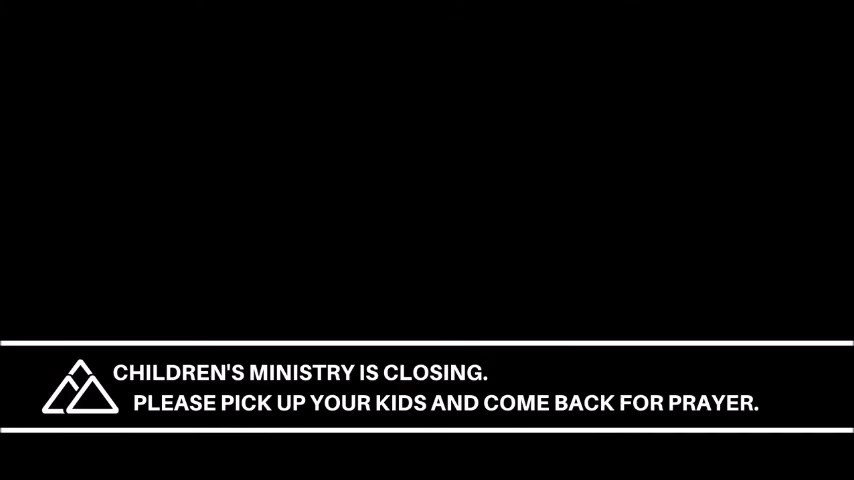 CHILDREN'S MINISTRY IS CLOSING.
PLEASE PICK UP YOUR KIDS AND COME BACK FOR PRAYER.